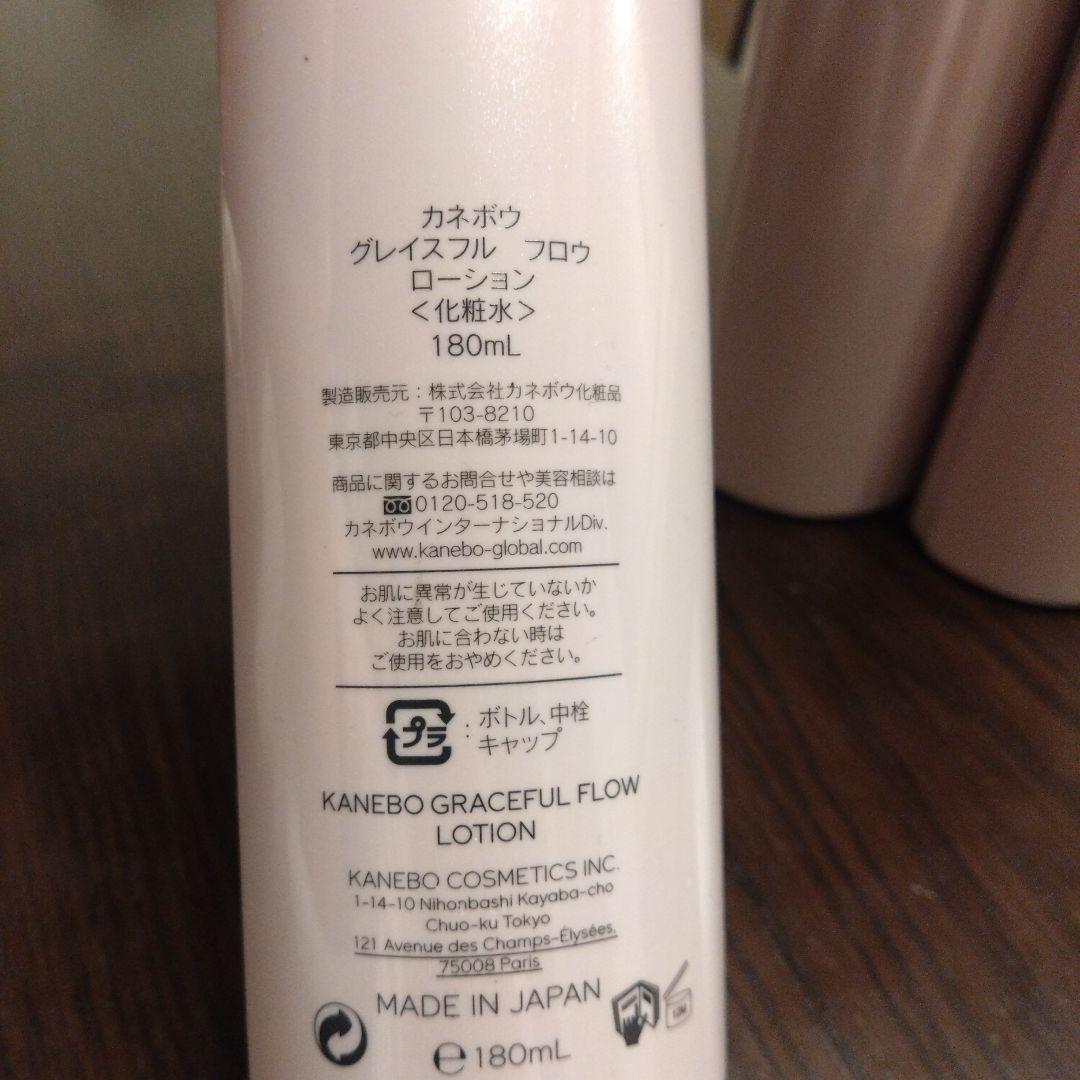 カネボウ
グレイスフル　フロウ
ローション
＜化粧水＞
180mL
製造販売元：株式会社カネボウ化粧品
〒103-8210
東京都中央区日本橋茅場町1-14-10
商品に関するお問合せや美容相談は
0120-518-520
カネボウインターナショナルDiv.
www.kanebo-global.com
お肌に異常が生じていないか
よく注意してご使用ください。
お肌に合わない時は
ご使用をおやめください。
プラ : ボトル、中栓
: キャップ
KANEBO GRACEFUL FLOW
LOTION
KANEBO COSMETICS INC.
1-14-10 Nihonbashi Kayaba-cho
Chuo-ku Tokyo
121 Avenue des Champs-Élysées,
75008 Paris
MADE IN JAPAN
℮ 180mL